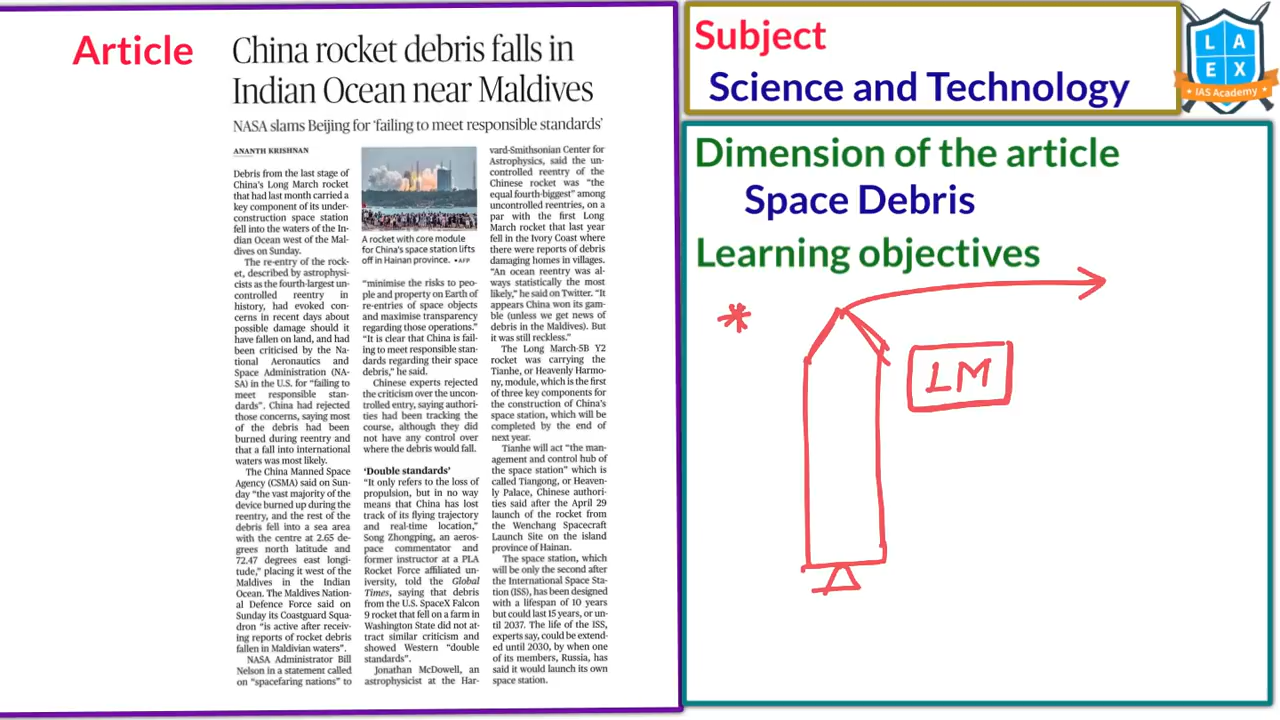 Article
China rocket debris falls in
Indian Ocean near Maldives
NASA slams Beijing for 'failing to meet responsible standards'
ANANTH KRISHNAN
Debris from the last stage of
China's Long March rocket
that had last month carried a
key component of its under-
construction space station
fell into the waters of the In-
dian Ocean west of the Mal-
dives on Sunday.
The re-entry of the rock-
et, described by astrophysi-
cists as the fourth-largest un-
controlled reentry in
history, had evoked con-
cerns in recent days about
possible damage should it
have fallen on land, and had
been criticised by the Na-
tional Aeronautics and
Space Administration (NA-
SA) in the U.S. for "failing to
meet responsible stan-
dards". China had rejected
those concerns, saying most
of the debris had been
burned during reentry and
that a fall into international
waters was most likely.
The China Manned Space
Agency (CSMA) said on Sun-
day "the vast majority of the
device burned up during the
reentry, and the rest of the
debris fell into a sea area
with the centre at 2.65 de-
grees north latitude and
72.47 degrees east longi-
tude," placing it west of the
Maldives in the Indian
Ocean. The Maldives Nation-
al Defence Force said on
Sunday its Coastguard Squa-
dron "is active after receiv-
ing reports of rocket debris
fallen in Maldivian waters".
NASA Administrator Bill
Nelson in a statement called
on "spacefaring nations" to
A rocket with core module
for China's space station lifts
off in Hainan province. •AFP
"minimise the risks to peo-
ple and property on Earth of
re-entries of space objects
and maximise transparency
regarding those operations."
"It is clear that China is fail-
ing to meet responsible stan-
dards regarding their space
debris," he said.
Chinese experts rejected
the criticism over the uncon-
trolled entry, saying authori-
ties had been tracking the
course, although they did
not have any control over
where the debris would fall.
'Double standards'
"It only refers to the loss of
propulsion, but in no way
means that China has lost
track of its flying trajectory
and real-time location,"
Song Zhongping, an aeros-
pace commentator and
former instructor at a PLA
Rocket Force affiliated un-
iversity, told the Global
Times, saying that debris
from the U.S. SpaceX Falcon
9 rocket that fell on a farm in
Washington State did not at-
tract similar criticism and
showed Western "double
standards".
Jonathan McDowell, an
astrophysicist at the Har-
vard-Smithsonian Center for
Astrophysics, said the un-
controlled reentry of the
Chinese rocket was "the
equal fourth-biggest" among
uncontrolled reentries, on a
par with the first Long
March rocket that last year
fell in the Ivory Coast where
there were reports of debris
damaging homes in villages.
"An ocean reentry was al-
ways statistically the most
likely," he said on Twitter. "It
appears China won its gam-
ble (unless we get news of
debris in the Maldives). But
it was still reckless."
The Long March-5B Y2
rocket was carrying the
Tianhe, or Heavenly Harmo-
ny, module, which is the first
of three key components for
the construction of China's
space station, which will be
completed by the end of
next year.
Tianhe will act "the man-
agement and control hub of
the space station" which is
called Tiangong, or Heaven-
ly Palace, Chinese authori-
ties said after the April 29
launch of the rocket from
the Wenchang Spacecraft
Launch Site on the island
province of Hainan.
The space station, which
will be only the second after
the International Space Sta-
tion (ISS), has been designed
with a lifespan of 10 years
but could last 15 years, or un-
til 2037. The life of the ISS,
experts say, could be extend-
ed until 2030, by when one
of its members, Russia, has
said it would launch its own
space station.
Subject
Science and Technology
L A
E X
IAS Academy
Dimension of the article
Space Debris
Learning objectives
*
LM